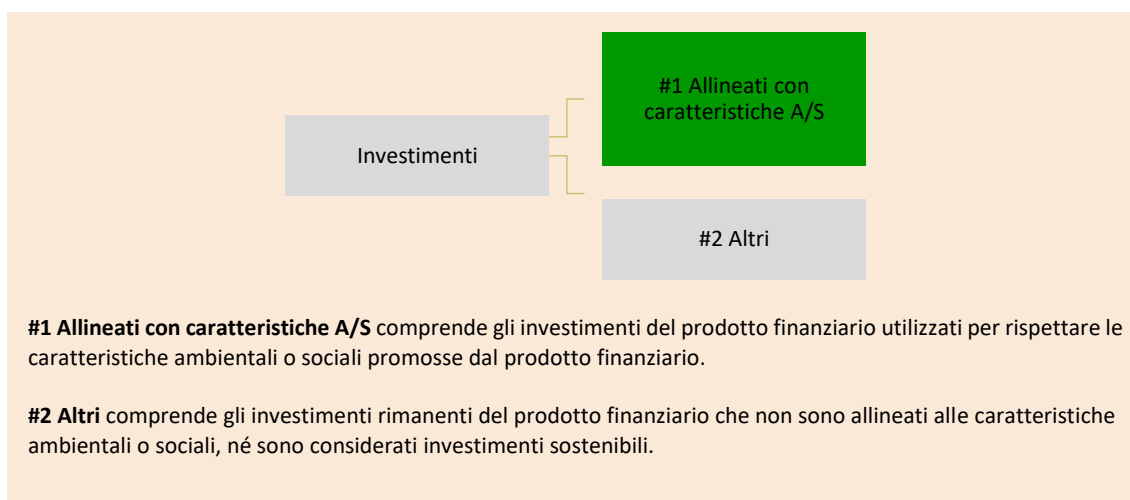 #1 Allineati con
caratteristiche A/S
Investimenti
#2 Altri
#1 Allineati con caratteristiche A/S comprende gli investimenti del prodotto finanziario utilizzati per rispettare le
caratteristiche ambientali o sociali promosse dal prodotto finanziario.
#2 Altri comprende gli investimenti rimanenti del prodotto finanziario che non sono allineati alle caratteristiche
ambientali o sociali, né sono considerati investimenti sostenibili.